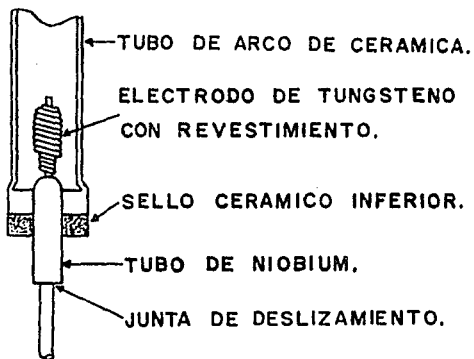 TUBO DE ARCO DE CERAMICA.
ELECTRODO DE TUNGSTENO
CON REVESTIMIENTO.
SELLO CERAMICO INFERIOR.
TUBO DE NIOBIUM.
JUNTA DE DESLIZAMIENTO.